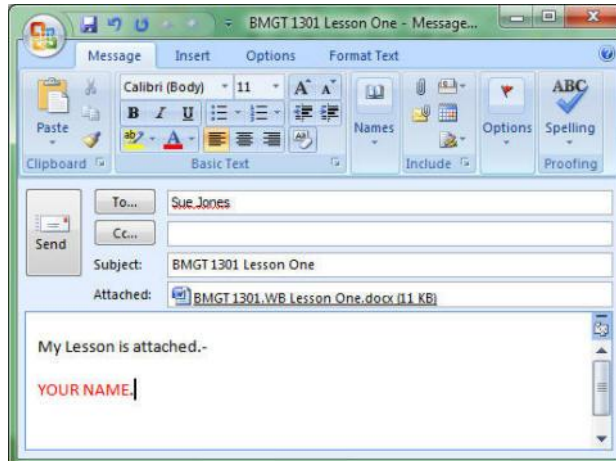 BMGT 1301 Lesson One - Message...
Message Insert Options Format Text
Calibri (Body) 11 A A
B I U
ab A Ab
ABC
Paste Names Options Spelling
Clipboard Basic Text Include Proofing
To... Sue Jones
Cc...
Send
Subject: BMGT 1301 Lesson One
Attached: BMGT 1301.WB Lesson One.docx (11 KB)
My Lesson is attached.-
YOUR NAME.